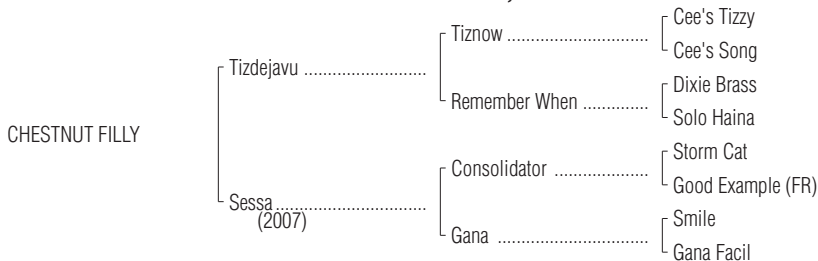 Cee's Tizzy
Tiznow ........................................
Cee's Song
Tizdejavu ..................................
Dixie Brass
Remember When ..................
Solo Haina
CHESTNUT FILLY
Storm Cat
Consolidator ..........................
Good Example (FR)
Sessa ..........................................
(2007)
Smile
Gana ..........................................
Gana Facil